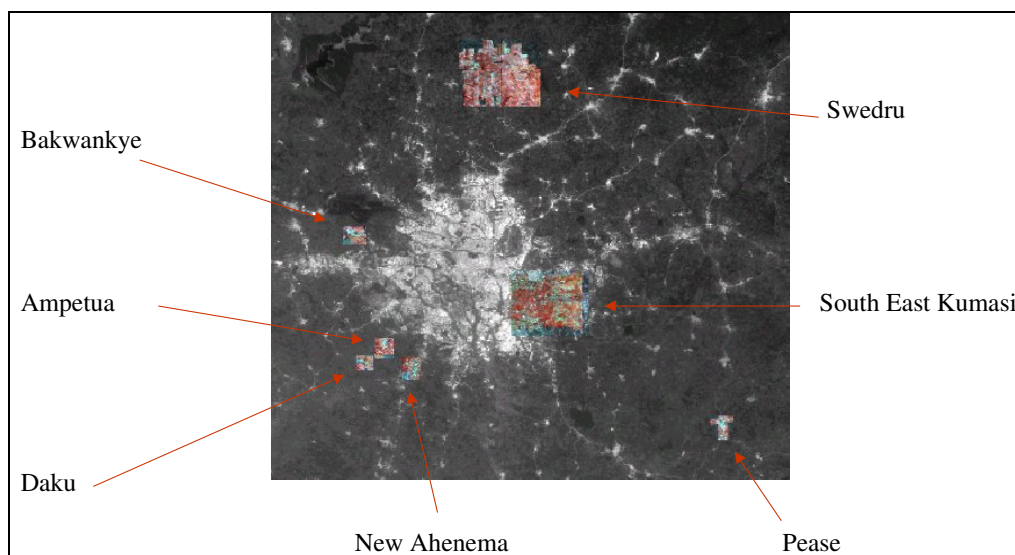 Swedru
Bakwankye
Ampetua
South East Kumasi
Daku
New Ahenema
Pease